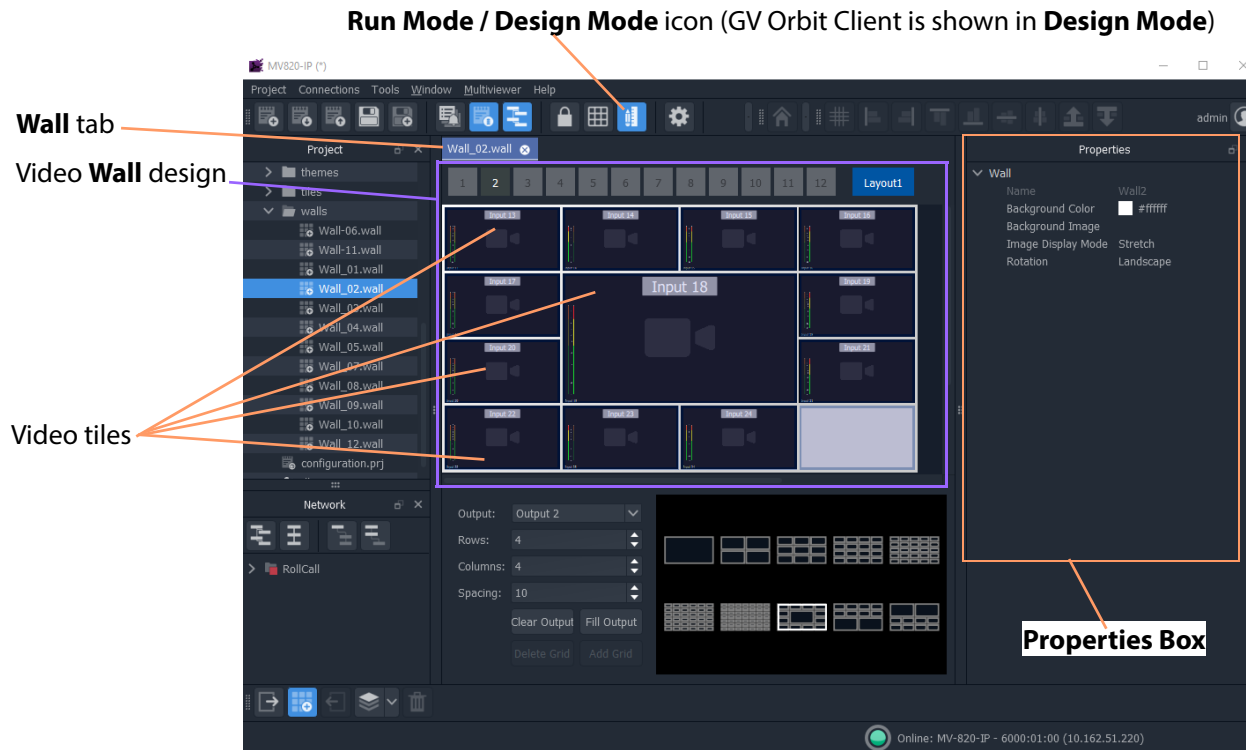 Run Mode / Design Mode icon (GV Orbit Client is shown in Design Mode)
MV820-IP (*)
Project Connections Tools Window Multiviewer Help
admin
Wall tab
Video Wall design
Video tiles
Properties Box
Project
themes
tiles
walls
Wall-06.wall
Wall-11.wall
Wall_01.wall
Wall_02.wall
Wall_03.wall
Wall_04.wall
Wall_05.wall
Wall_07.wall
Wall_08.wall
Wall_09.wall
Wall_10.wall
Wall_12.wall
configuration.prj
Network
RollCall
Wall_02.wall
1 2 3 4 5 6 7 8 9 10 11 12 Layout1
Input 13 Input 14 Input 15 Input 16
Input 17 Input 18 Input 19
Input 20 Input 21
Input 22 Input 23 Input 24
Output: Output 2
Rows: 4
Columns: 4
Spacing: 10
Clear Output Fill Output
Delete Grid Add Grid
Properties
Wall
Name Wall2
Background Color #ffffff
Background Image
Image Display Mode Stretch
Rotation Landscape
Online: MV-820-IP - 6000:01:00 (10.162.51.220)